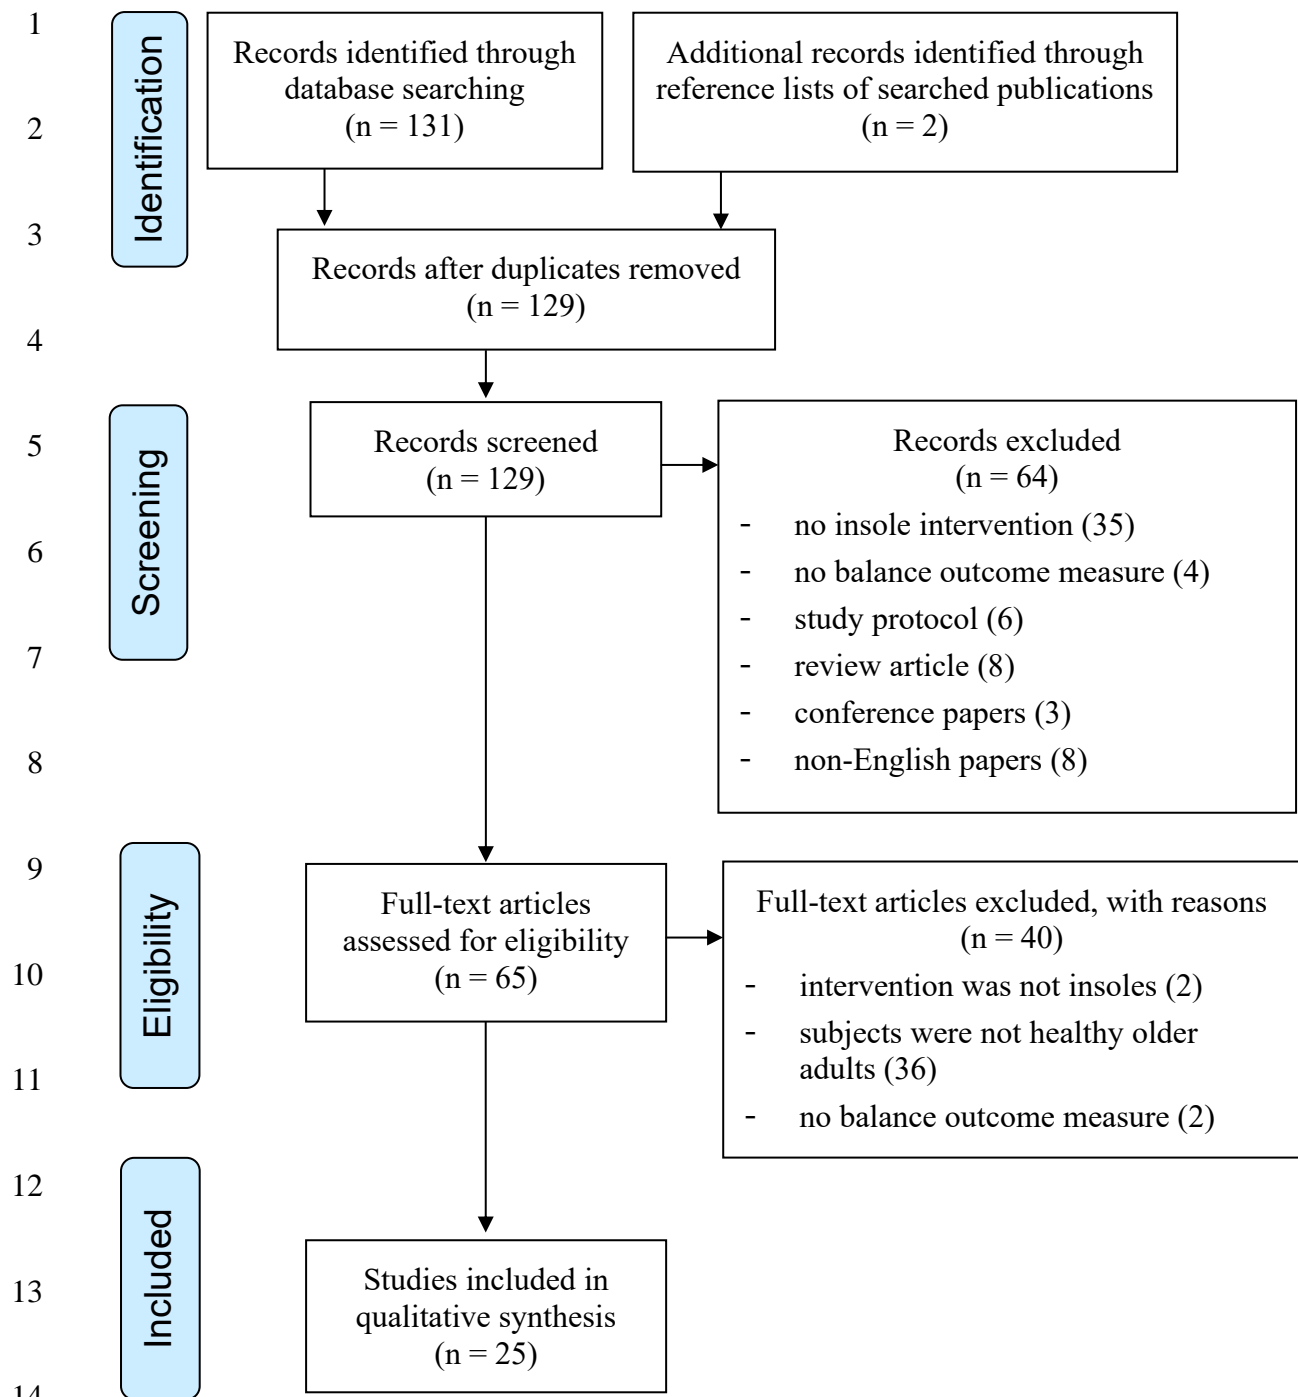 1
Identification
Records identified through
database searching
(n = 131)
Additional records identified through
reference lists of searched publications
(n = 2)
2
3
Records after duplicates removed
(n = 129)
4
Screening
5
Records screened
(n = 129)
Records excluded
(n = 64)
- no insole intervention (35)
- no balance outcome measure (4)
- study protocol (6)
- review article (8)
- conference papers (3)
- non-English papers (8)
6
7
8
Eligibility
9
Full-text articles
assessed for eligibility
(n = 65)
Full-text articles excluded, with reasons
(n = 40)
- intervention was not insoles (2)
- subjects were not healthy older
adults (36)
- no balance outcome measure (2)
10
11
12
Included
Studies included in
qualitative synthesis
(n = 25)
13
14